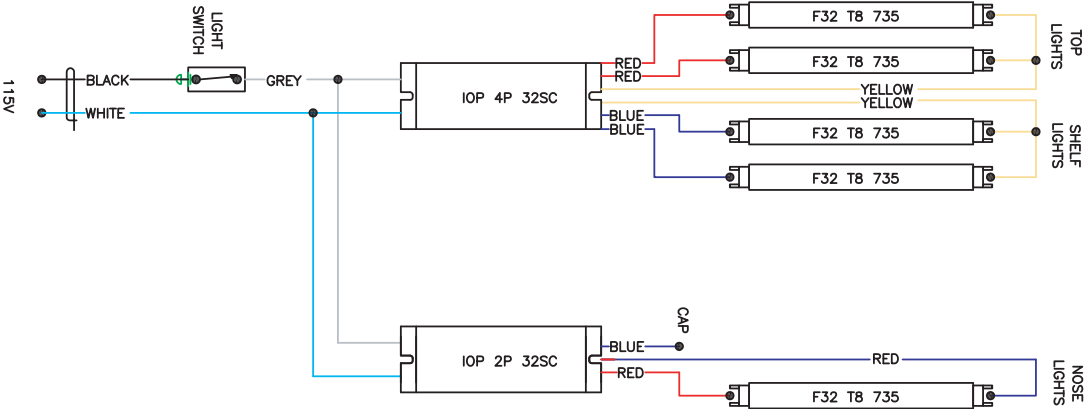 LIGHT
SWITCH
115V
BLACK
WHITE
GREY
IOP 4P 32SC
RED
RED
YELLOW
YELLOW
BLUE
BLUE
F32 T8 735
F32 T8 735
F32 T8 735
F32 T8 735
TOP
LIGHTS
SHELF
LIGHTS
IOP 2P 32SC
BLUE
CAP
RED
RED
F32 T8 735
NOSE
LIGHTS